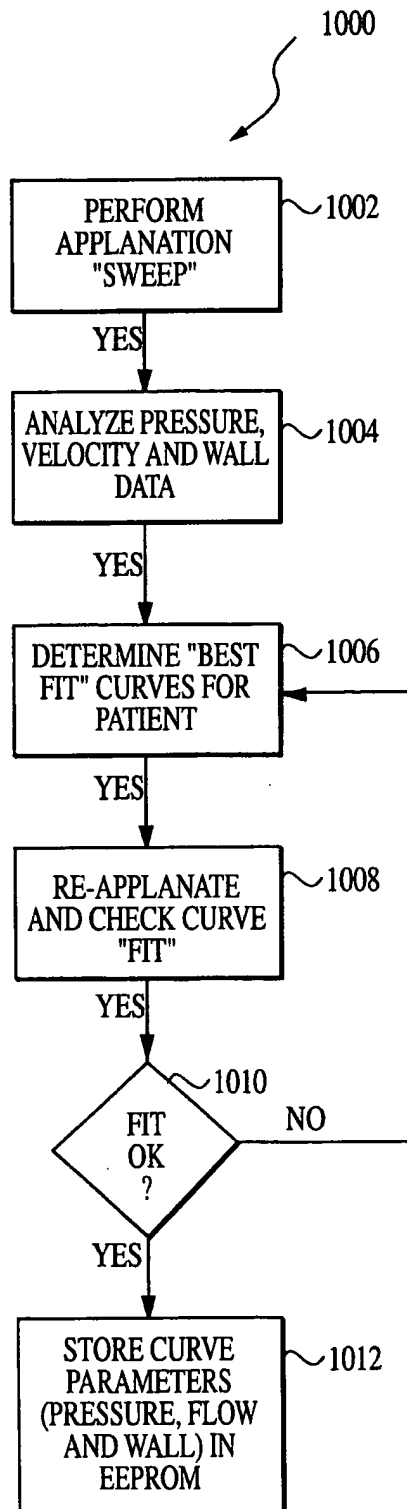 1000
PERFORM
APPLANATION
"SWEEP"
1002
YES
ANALYZE PRESSURE,
VELOCITY AND WALL
DATA
1004
YES
DETERMINE "BEST
FIT" CURVES FOR
PATIENT
1006
YES
RE-APPLANATE
AND CHECK CURVE
"FIT"
1008
YES
1010
FIT
OK
?
NO
YES
STORE CURVE
PARAMETERS
(PRESSURE, FLOW
AND WALL) IN
EEPROM
1012